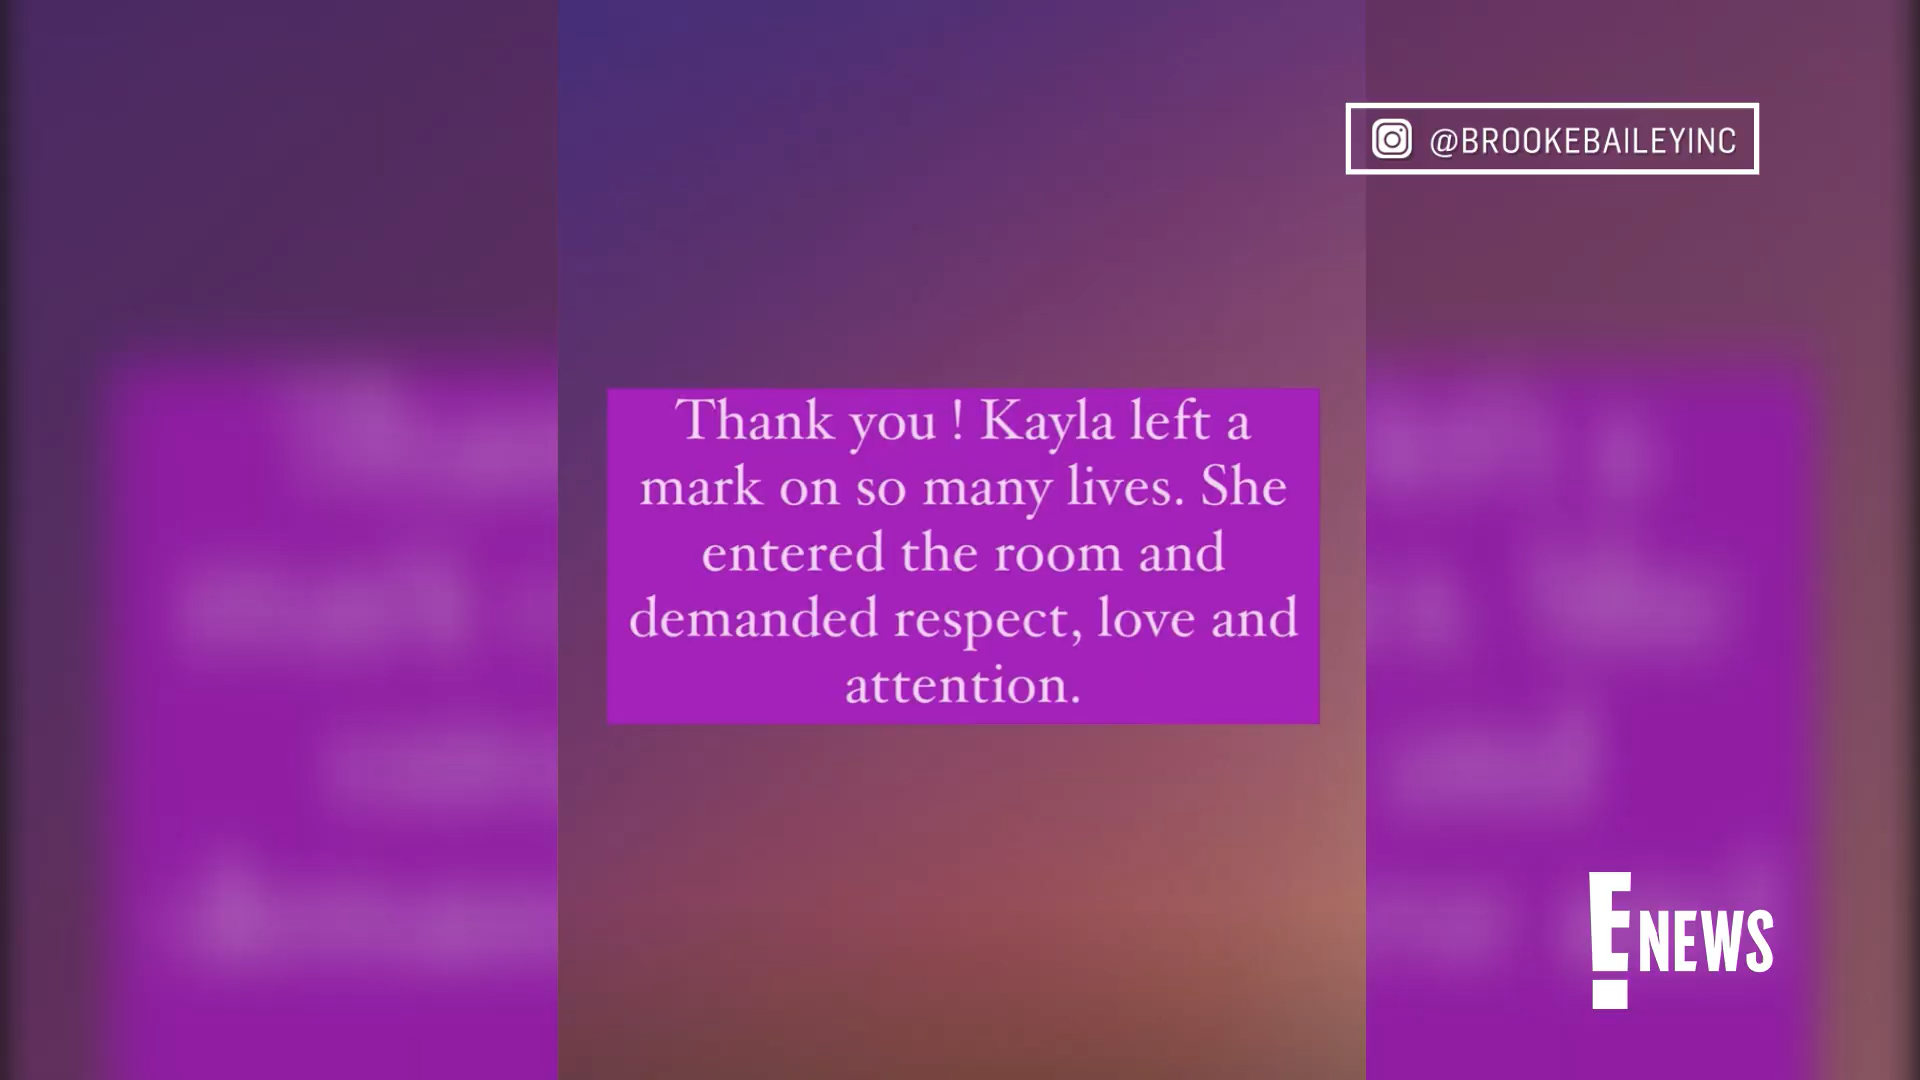 @BROOKEBAILEYINC
Thank you ! Kayla left a
mark on so many lives. She
entered the room and
demanded respect, love and
attention.
E! NEWS